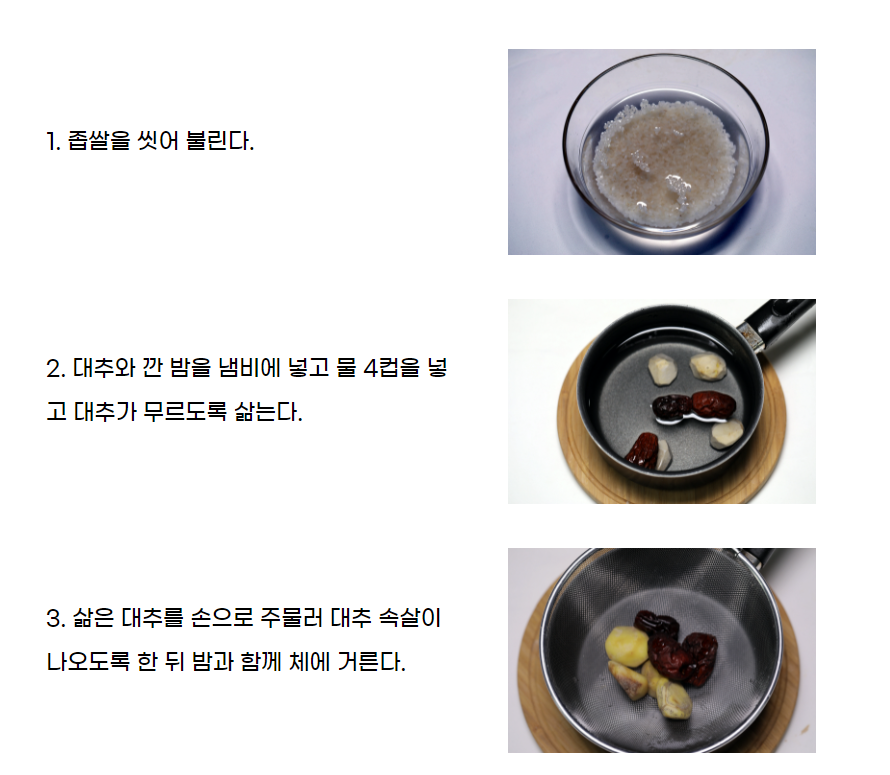 1. 좁쌀을 씻어 불린다.
2. 대추와 깐 밤을 냄비에 넣고 물 4컵을 넣
고 대추가 무르도록 삶는다.
3. 삶은 대추를 손으로 주물러 대추 속살이
나오도록 한 뒤 밤과 함께 체에 거른다.